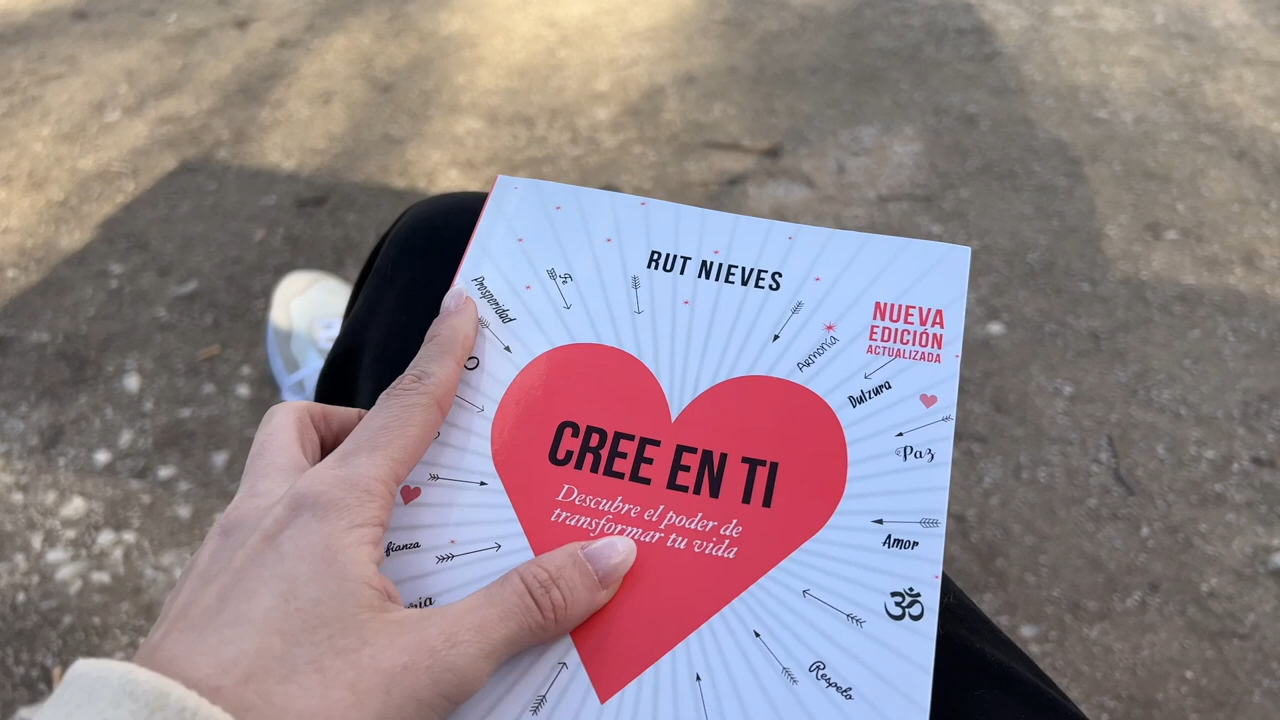 RUT NIEVES
Fe
Prosperidad
NUEVA
EDICIÓN
ACTUALIZADA
Armonía
Dulzura
Paz
CREE EN TI
Descubre el poder de
transformar tu vida
Amor
fianza
ॐ
Respeto